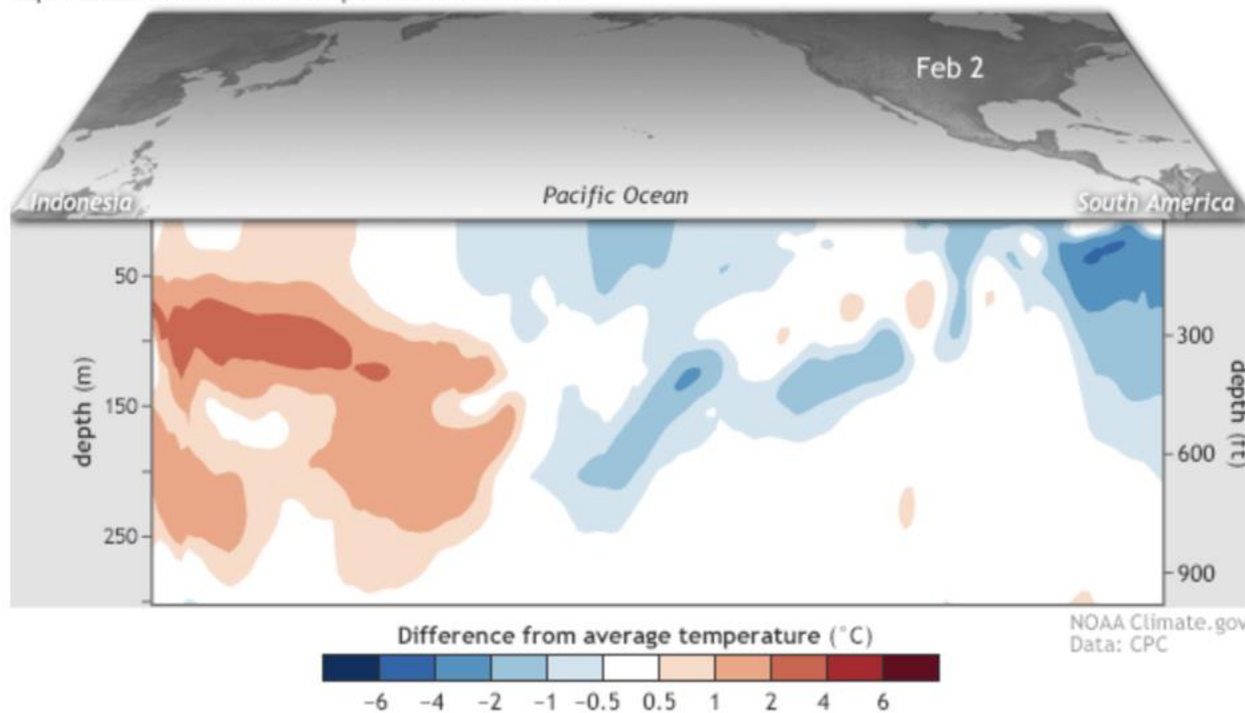 Feb 2
Indonesia
Pacific Ocean
South America
50
150
250
depth (m)
300
600
900
depth (ft)
NOAA Climate.gov
Data: CPC
Difference from average temperature (°C)
-6 -4 -2 -1 -0.5 0.5 1 2 4 6